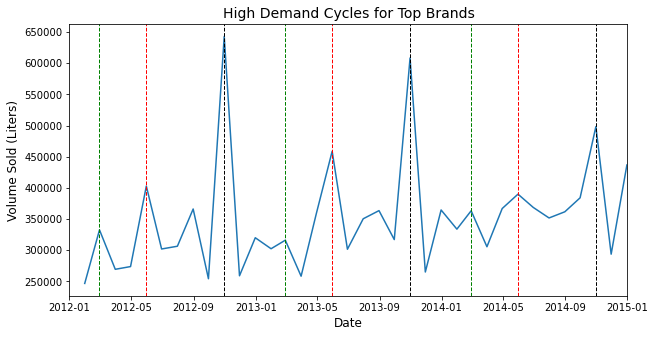 High Demand Cycles for Top Brands
650000
600000
550000
500000
450000
400000
350000
300000
250000
Volume Sold (Liters)
2012-01 2012-05 2012-09 2013-01 2013-05 2013-09 2014-01 2014-05 2014-09 2015-01
Date